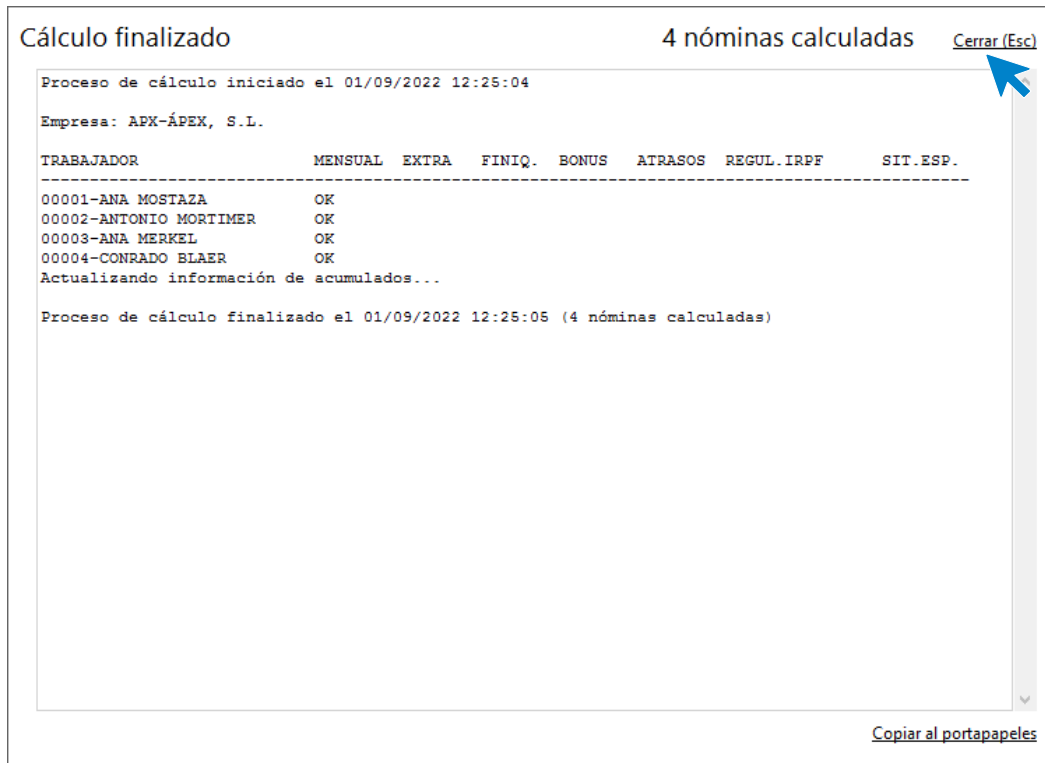 Cálculo finalizado 4 nóminas calculadas Cerrar (Esc)
Proceso de cálculo iniciado el 01/09/2022 12:25:04
Empresa: APX-ÁPEX, S.L.
TRABAJADOR MENSUAL EXTRA FINIQ. BONUS ATRASOS REGUL.IRPF SIT.ESP.
-----------------------------------------------------------------------------------------------
00001-ANA MOSTAZA OK
00002-ANTONIO MORTIMER OK
00003-ANA MERKEL OK
00004-CONRADO BLAER OK
Actualizando información de acumulados...
Proceso de cálculo finalizado el 01/09/2022 12:25:05 (4 nóminas calculadas)
Copiar al portapapeles